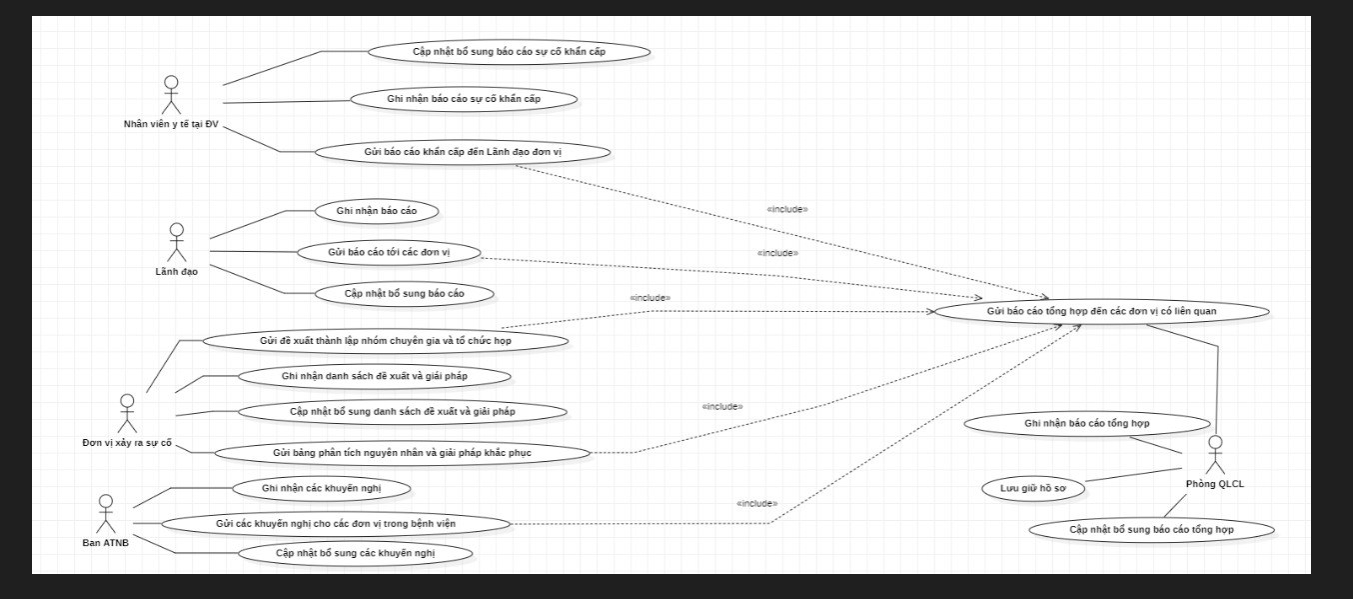 Cập nhật bổ sung báo cáo sự cố khẩn cấp
Ghi nhận báo cáo sự cố khẩn cấp
Nhân viên y tế tại ĐV
Gửi báo cáo khẩn cấp đến Lãnh đạo đơn vị
«include»
Ghi nhận báo cáo
Gửi báo cáo tới các đơn vị
«include»
Lãnh đạo
Cập nhật bổ sung báo cáo
«include»
Gửi báo cáo tổng hợp đến các đơn vị có liên quan
Gửi đề xuất thành lập nhóm chuyên gia và tổ chức họp
Ghi nhận danh sách đề xuất và giải pháp
Cập nhật bổ sung danh sách đề xuất và giải pháp
«include»
Đơn vị xảy ra sự cố
Gửi bảng phân tích nguyên nhân và giải pháp khắc phục
Ghi nhận báo cáo tổng hợp
Ghi nhận các khuyến nghị
Lưu giữ hồ sơ
Phòng QLCL
«include»
Gửi các khuyến nghị cho các đơn vị trong bệnh viện
Cập nhật bổ sung báo cáo tổng hợp
Ban ATNB
Cập nhật bổ sung các khuyến nghị